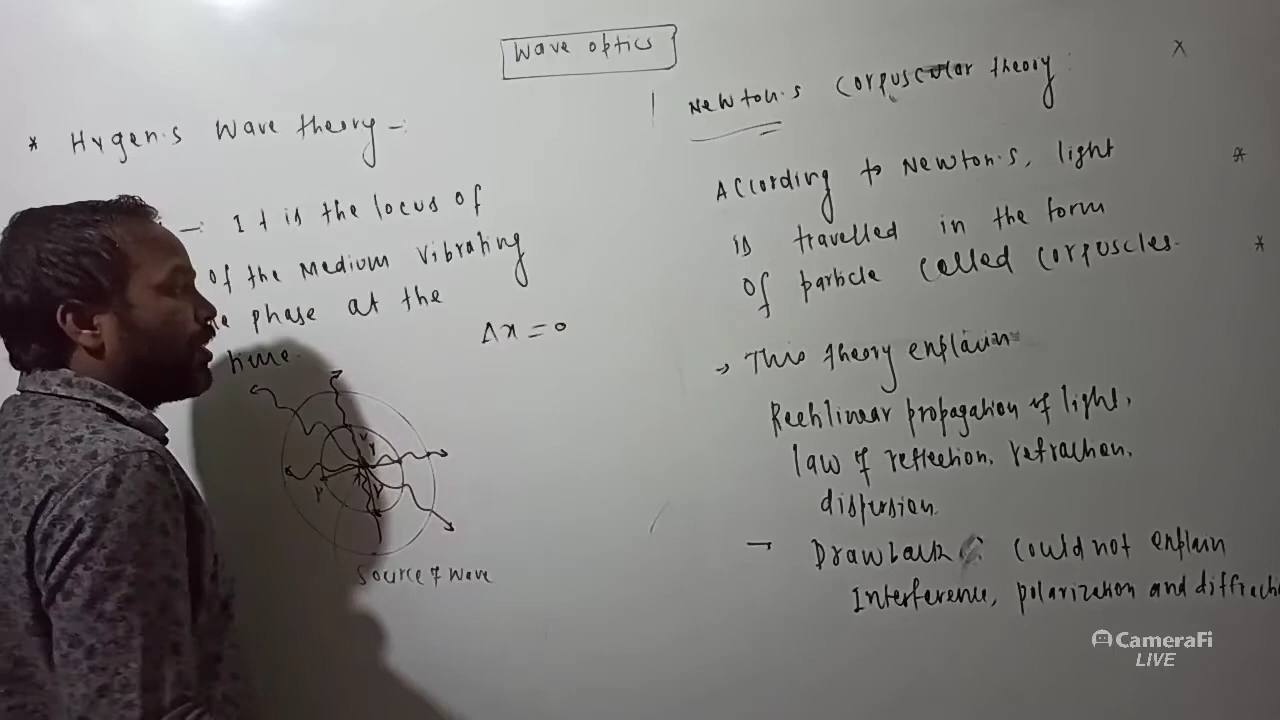 Wave optics
* Hygen's Wave theory -:
-: It is the locus of
of the Medium vibrating
phase at the
time.
Δx = 0
Source of wave
Newton's Corpuscular theory :
According to Newton's, light
is travelled in the form
of particle called corpuscles.
→ This theory explain
Rectilinear propagation of light,
law of reflection, refraction,
dispersion.
→ Drawback : could not explain
Interference, polarization and diffracti
CameraFi
LIVE